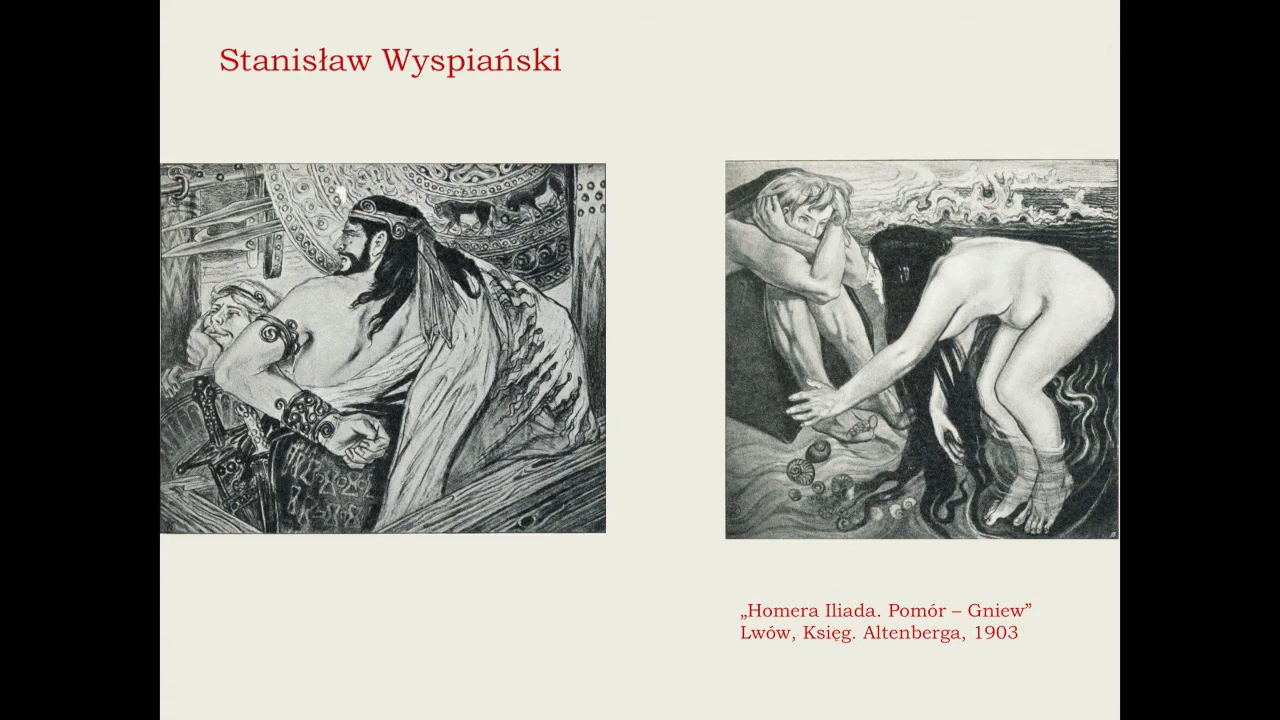 Stanisław Wyspiański
„Homera Iliada. Pomór – Gniew”
Lwów, Księg. Altenberga, 1903